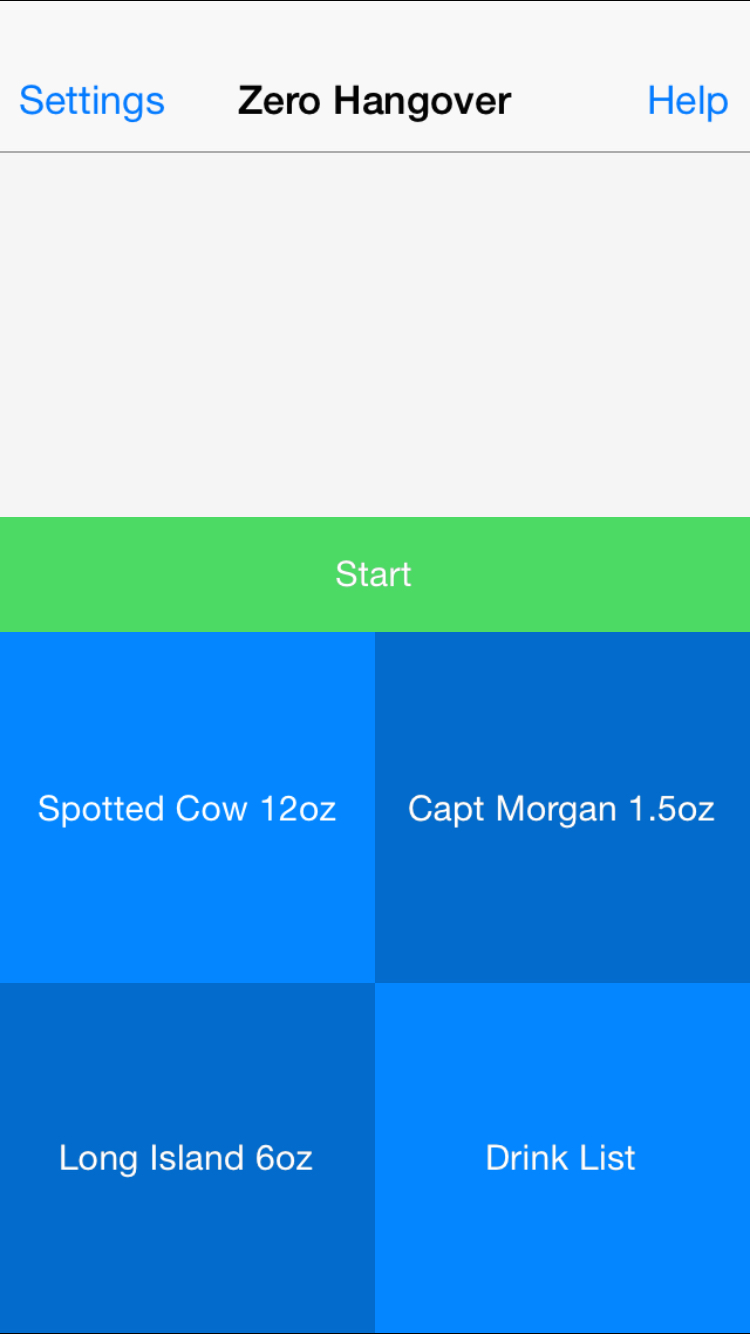 Settings Zero Hangover Help
Start
Spotted Cow 12oz Capt Morgan 1.5oz
Long Island 6oz Drink List